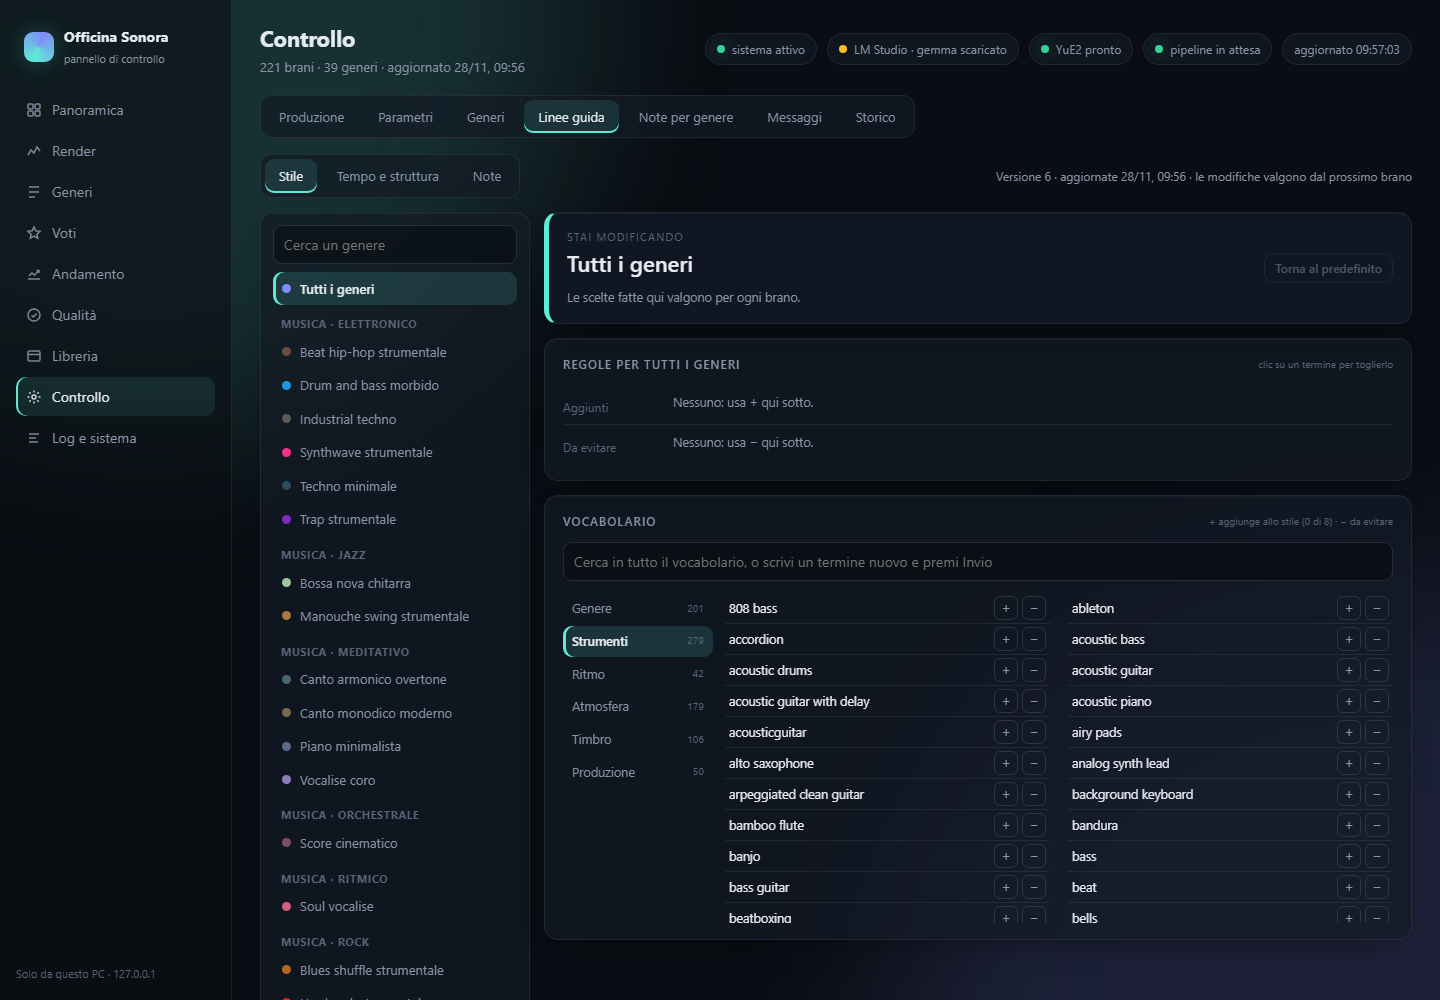 Officina Sonora
pannello di controllo
Panoramica
Render
Generi
Voti
Andamento
Qualità
Libreria
Controllo
Log e sistema
Solo da questo PC · 127.0.0.1
Controllo
221 brani · 39 generi · aggiornato 28/11, 09:56
sistema attivo
LM Studio · gemma scaricato
YuE2 pronto
pipeline in attesa
aggiornato 09:57:03
Produzione
Parametri
Generi
Linee guida
Note per genere
Messaggi
Storico
Stile
Tempo e struttura
Note
Versione 6 · aggiornate 28/11, 09:56 · le modifiche valgono dal prossimo brano
Cerca un genere
Tutti i generi
MUSICA · ELETTRONICO
Beat hip-hop strumentale
Drum and bass morbido
Industrial techno
Synthwave strumentale
Techno minimale
Trap strumentale
MUSICA · JAZZ
Bossa nova chitarra
Manouche swing strumentale
MUSICA · MEDITATIVO
Canto armonico overtone
Canto monodico moderno
Piano minimalista
Vocalise coro
MUSICA · ORCHESTRALE
Score cinematico
MUSICA · RITMICO
Soul vocalise
MUSICA · ROCK
Blues shuffle strumentale
STAI MODIFICANDO
Tutti i generi
Le scelte fatte qui valgono per ogni brano.
Torna al predefinito
REGOLE PER TUTTI I GENERI
clic su un termine per toglierlo
Aggiunti
Nessuno: usa + qui sotto.
Da evitare
Nessuno: usa − qui sotto.
VOCABOLARIO
+ aggiunge allo stile (0 di 8) · − da evitare
Cerca in tutto il vocabolario, o scrivi un termine nuovo e premi Invio
Genere 201
Strumenti 279
Ritmo 42
Atmosfera 179
Timbro 106
Produzione 50
808 bass + −
ableton + −
accordion + −
acoustic bass + −
acoustic drums + −
acoustic guitar + −
acoustic guitar with delay + −
acoustic piano + −
acousticguitar + −
airy pads + −
alto saxophone + −
analog synth lead + −
arpeggiated clean guitar + −
background keyboard + −
bamboo flute + −
bandura + −
banjo + −
bass + −
bass guitar + −
beat + −
beatboxing + −
bells + −